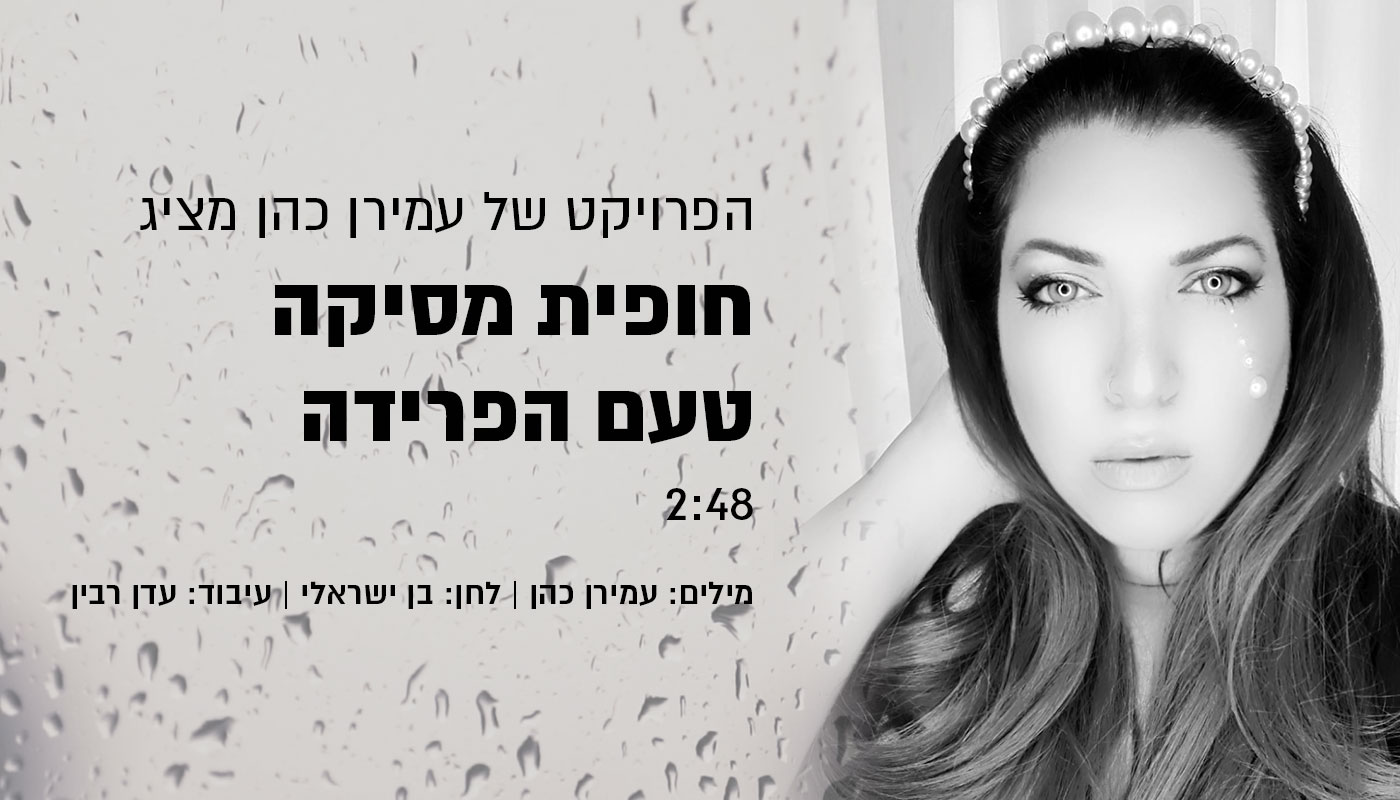 הפרויקט של עמירן כהן מציג
חופית מסיקה
טעם הפרידה
2:48
מילים: עמירן כהן | לחן: בן ישראלי | עיבוד: עדן רבין